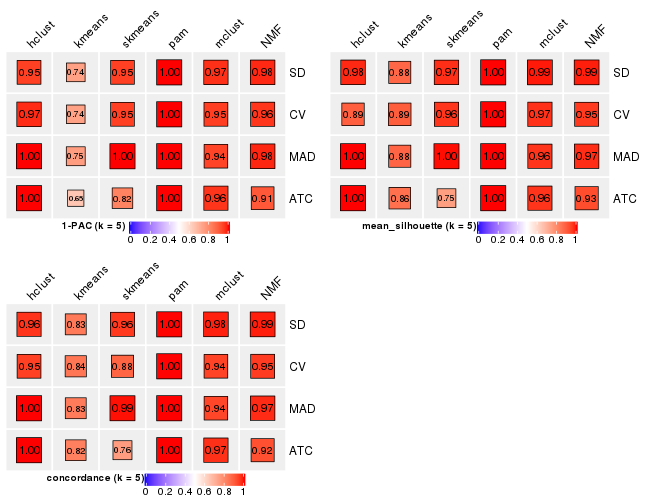 hclust kmeans skmeans pam mclust NMF
0.95 0.74 0.95 1.00 0.97 0.98 SD
0.97 0.74 0.95 1.00 0.95 0.96 CV
1.00 0.75 1.00 1.00 0.94 0.98 MAD
1.00 0.65 0.82 1.00 0.96 0.91 ATC
1-PAC (k = 5)
0 0.2 0.4 0.6 0.8 1
hclust kmeans skmeans pam mclust NMF
0.98 0.88 0.97 1.00 0.99 0.99 SD
0.89 0.89 0.96 1.00 0.97 0.95 CV
1.00 0.88 1.00 1.00 0.96 0.97 MAD
1.00 0.86 0.75 1.00 0.96 0.93 ATC
mean_silhouette (k = 5)
0 0.2 0.4 0.6 0.8 1
hclust kmeans skmeans pam mclust NMF
0.96 0.83 0.96 1.00 0.98 0.99 SD
0.95 0.84 0.88 1.00 0.94 0.95 CV
1.00 0.83 0.99 1.00 0.94 0.97 MAD
1.00 0.82 0.76 1.00 0.97 0.92 ATC
concordance (k = 5)
0 0.2 0.4 0.6 0.8 1